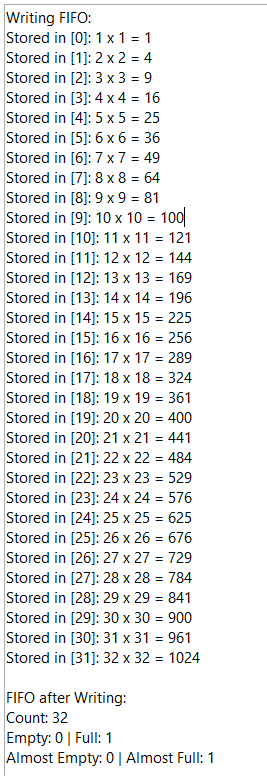 Writing FIFO:
Stored in [0]: 1 x 1 = 1
Stored in [1]: 2 x 2 = 4
Stored in [2]: 3 x 3 = 9
Stored in [3]: 4 x 4 = 16
Stored in [4]: 5 x 5 = 25
Stored in [5]: 6 x 6 = 36
Stored in [6]: 7 x 7 = 49
Stored in [7]: 8 x 8 = 64
Stored in [8]: 9 x 9 = 81
Stored in [9]: 10 x 10 = 100
Stored in [10]: 11 x 11 = 121
Stored in [11]: 12 x 12 = 144
Stored in [12]: 13 x 13 = 169
Stored in [13]: 14 x 14 = 196
Stored in [14]: 15 x 15 = 225
Stored in [15]: 16 x 16 = 256
Stored in [16]: 17 x 17 = 289
Stored in [17]: 18 x 18 = 324
Stored in [18]: 19 x 19 = 361
Stored in [19]: 20 x 20 = 400
Stored in [20]: 21 x 21 = 441
Stored in [21]: 22 x 22 = 484
Stored in [22]: 23 x 23 = 529
Stored in [23]: 24 x 24 = 576
Stored in [24]: 25 x 25 = 625
Stored in [25]: 26 x 26 = 676
Stored in [26]: 27 x 27 = 729
Stored in [27]: 28 x 28 = 784
Stored in [28]: 29 x 29 = 841
Stored in [29]: 30 x 30 = 900
Stored in [30]: 31 x 31 = 961
Stored in [31]: 32 x 32 = 1024
FIFO after Writing:
Count: 32
Empty: 0 | Full: 1
Almost Empty: 0 | Almost Full: 1